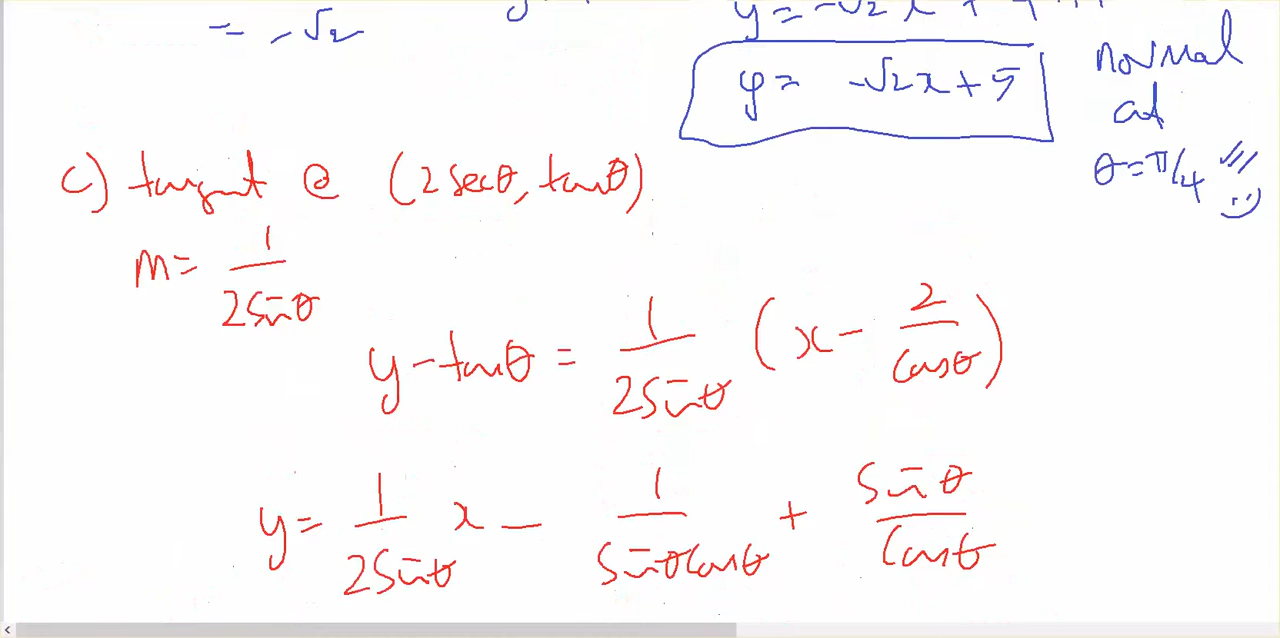 = -√2
y = -√2x +
y = -√2x + 5
normal
at
θ = π/4
c) tangent @ (2secθ, tanθ)
m = 1/2sinθ
y - tanθ = 1/2sinθ (x - 2/cosθ)
y = 1/2sinθ x - 1/sinθcosθ + sinθ/cosθ